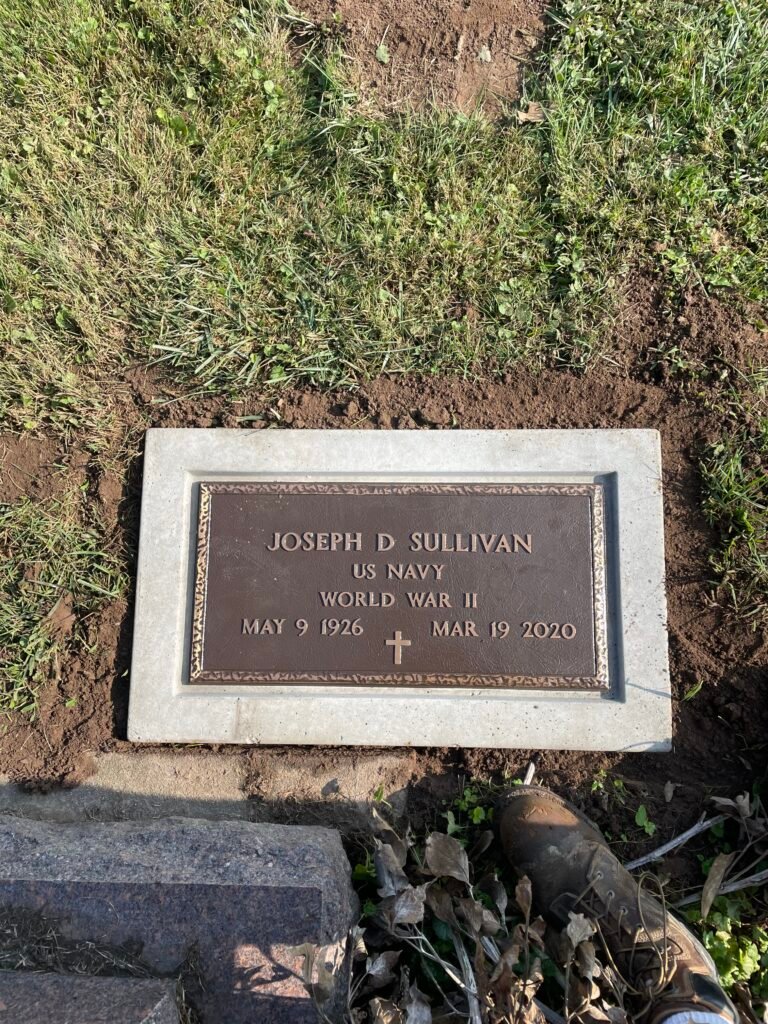 JOSEPH D SULLIVAN
US NAVY
WORLD WAR II
MAY 9 1926 MAR 19 2020